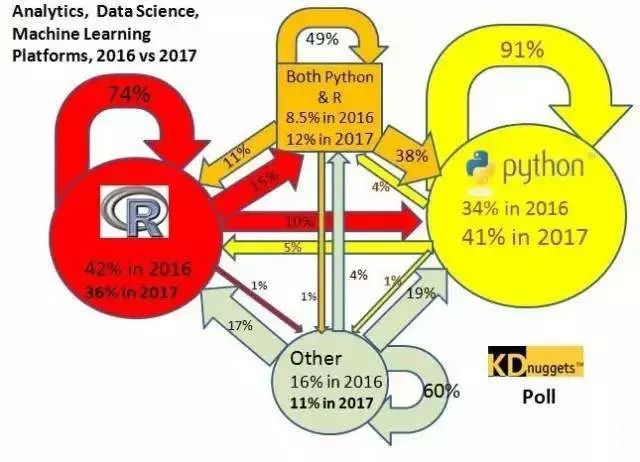 Analytics, Data Science,
Machine Learning
Platforms, 2016 vs 2017
49%
Both Python
& R
8.5% in 2016
12% in 2017
91%
74%
11%
38%
15%
4%
R
python
34% in 2016
41% in 2017
10%
5%
42% in 2016
36% in 2017
1%
1%
4%
1%
19%
17%
Other
16% in 2016
11% in 2017
60%
KDnuggets™
Poll